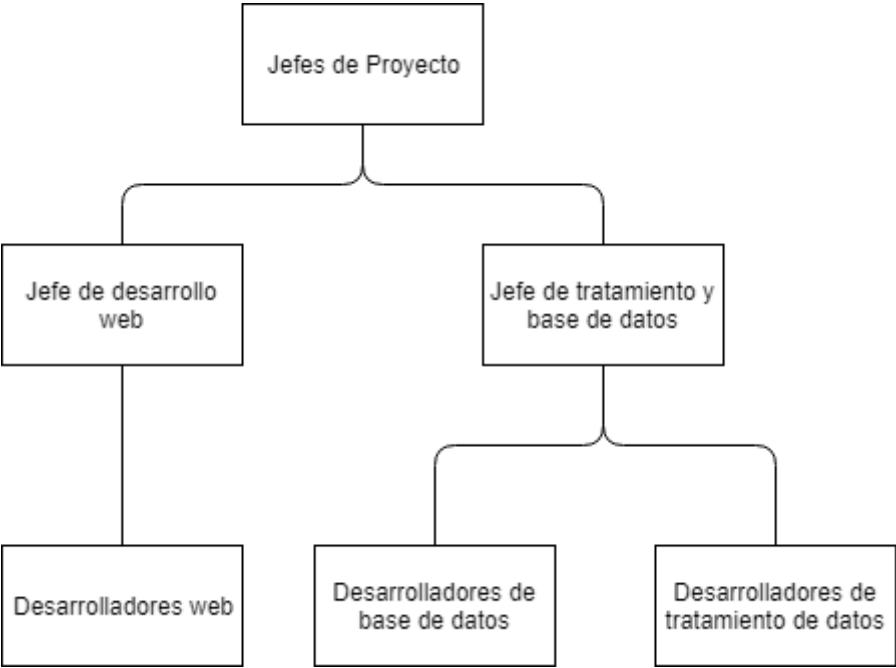 Jefes de Proyecto
Jefe de desarrollo
web
Jefe de tratamiento y
base de datos
Desarrolladores web
Desarrolladores de
base de datos
Desarrolladores de
tratamiento de datos